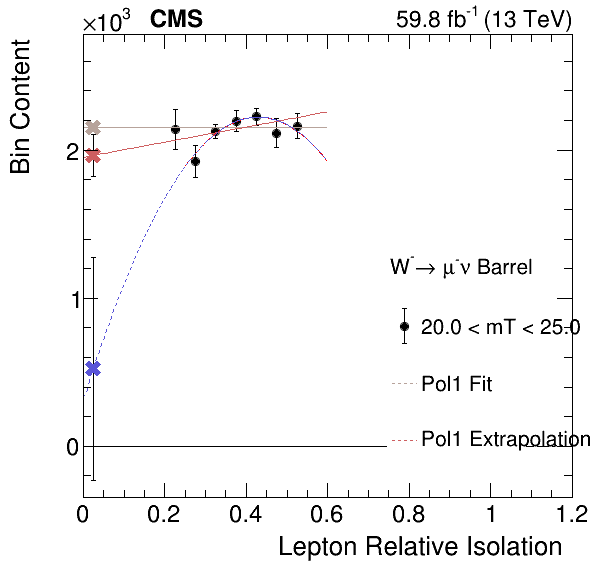 ×10³ CMS 59.8 fb⁻¹ (13 TeV)
Bin Content
2
1
0
W⁻→ μ⁻ν Barrel
20.0 < mT < 25.0
Pol1 Fit
Pol1 Extrapolation
0 0.2 0.4 0.6 0.8 1 1.2
Lepton Relative Isolation